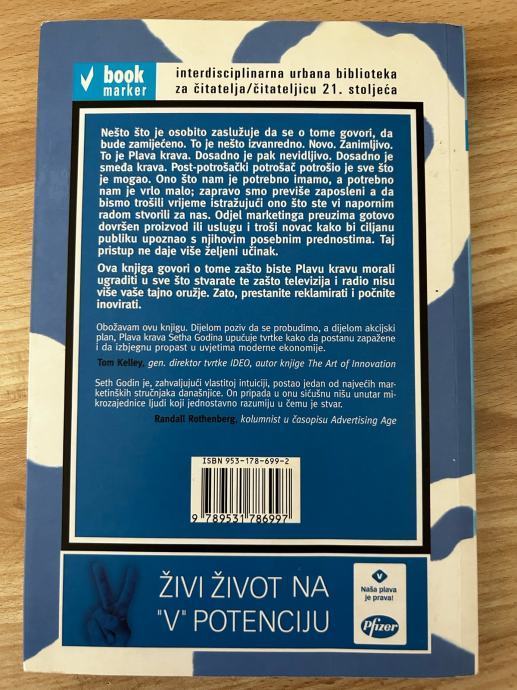 book
marker
interdisciplinarna urbana biblioteka
za čitatelja/čitateljicu 21. stoljeća
Nešto što je osobito zaslužuje da se o tome govori, da
bude zamijećeno. To je nešto izvanredno. Novo. Zanimljivo.
To je Plava krava. Dosadno je pak nevidljivo. Dosadno je
smeđa krava. Post-potrošački potrošač potrošio je sve što
je mogao. Ono što nam je potrebno imamo, a potrebno
nam je vrlo malo; zapravo smo previše zaposleni a da
bismo trošili vrijeme istražujući ono što ste vi napornim
radom stvorili za nas. Odjel marketinga preuzima gotovo
dovršen proizvod ili uslugu i troši novac kako bi ciljanu
publiku upoznao s njihovim posebnim prednostima. Taj
pristup ne daje više željeni učinak.
Ova knjiga govori o tome zašto biste Plavu kravu morali
ugraditi u sve što stvarate te zašto televizija i radio nisu
više vaše tajno oružje. Zato, prestanite reklamirati i počnite
inovirati.
Obožavam ovu knjigu. Dijelom poziv da se probudimo, a dijelom akcijski
plan, Plava krava Setha Godina upućuje tvrtke kako da postanu zapažene
i da izbjegnu propast u uvjetima moderne ekonomije.
Tom Kelley, gen. direktor tvrtke IDEO, autor knjige The Art of Innovation
Seth Godin je, zahvaljujući vlastitoj intuiciji, postao jedan od najvećih mar-
ketinških stručnjaka današnjice. On pripada u onu sićušnu nišu unutar mi-
krozajednice ljudi koji jednostavno razumiju u čemu je stvar.
Randall Rothenberg, kolumnist u časopisu Advertising Age
ISBN 953-178-699-2
9 789531 786997
ŽIVI ŽIVOT NA
"V" POTENCIJU
V
Naša plava
je prava!
Pfizer